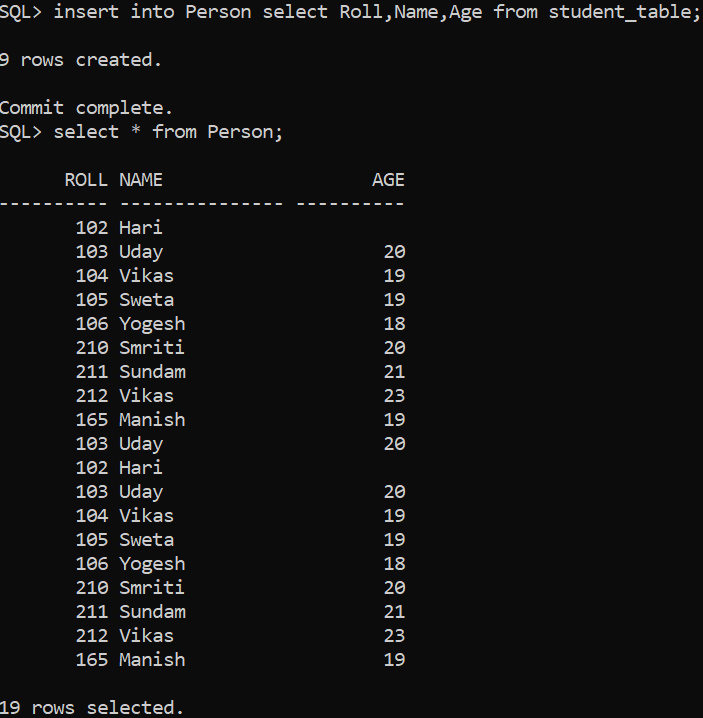 SQL> insert into Person select Roll,Name,Age from student_table;
9 rows created.
Commit complete.
SQL> select * from Person;
ROLL NAME AGE
---------- --------------- ----------
102 Hari
103 Uday 20
104 Vikas 19
105 Sweta 19
106 Yogesh 18
210 Smriti 20
211 Sundam 21
212 Vikas 23
165 Manish 19
103 Uday 20
102 Hari
103 Uday 20
104 Vikas 19
105 Sweta 19
106 Yogesh 18
210 Smriti 20
211 Sundam 21
212 Vikas 23
165 Manish 19
19 rows selected.